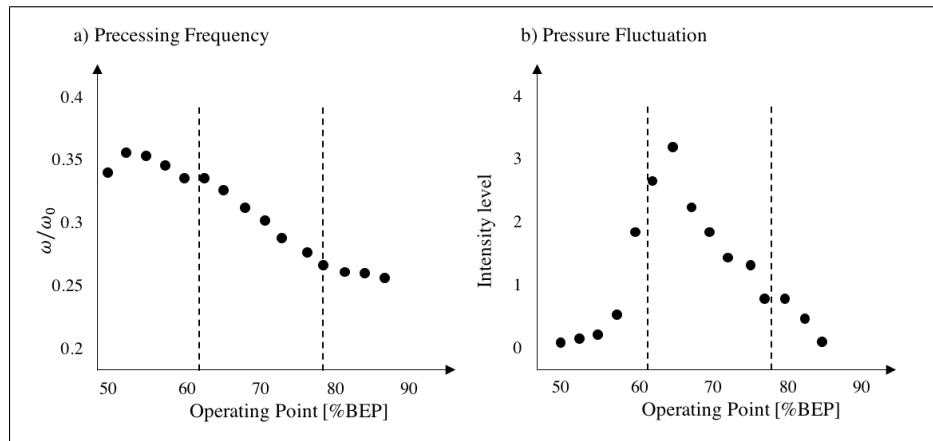 a) Precessing Frequency
0.4
0.35
0.3
0.25
0.2
ω/ω₀
50 60 70 80 90
Operating Point [%BEP]
b) Pressure Fluctuation
4
3
2
1
0
Intensity level
50 60 70 80 90
Operating Point [%BEP]